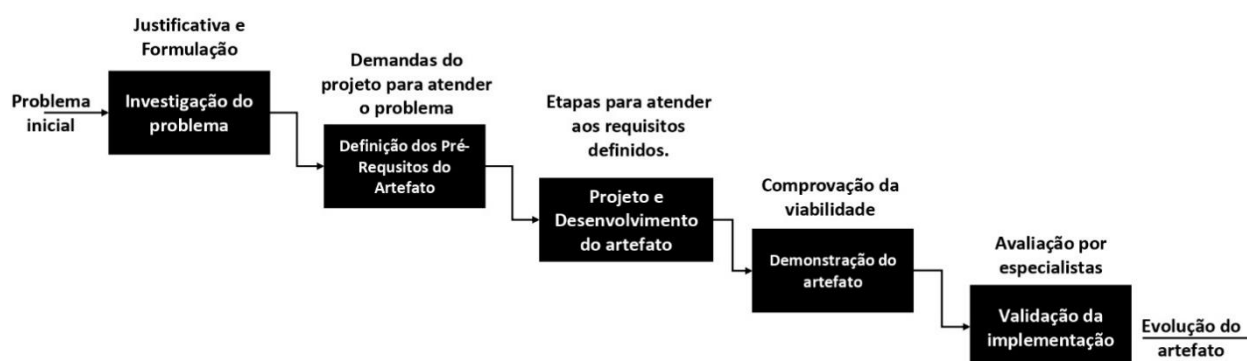 Justificativa e
Formulação
Problema
inicial
Investigação do
problema
Demandas do
projeto para atender
o problema
Definição dos Pré-
Requsitos do
Artefato
Etapas para atender
aos requisitos
definidos.
Projeto e
Desenvolvimento
do artefato
Comprovação da
viabilidade
Demonstração do
artefato
Avaliação por
especialistas
Validação da
implementação
Evolução do
artefato